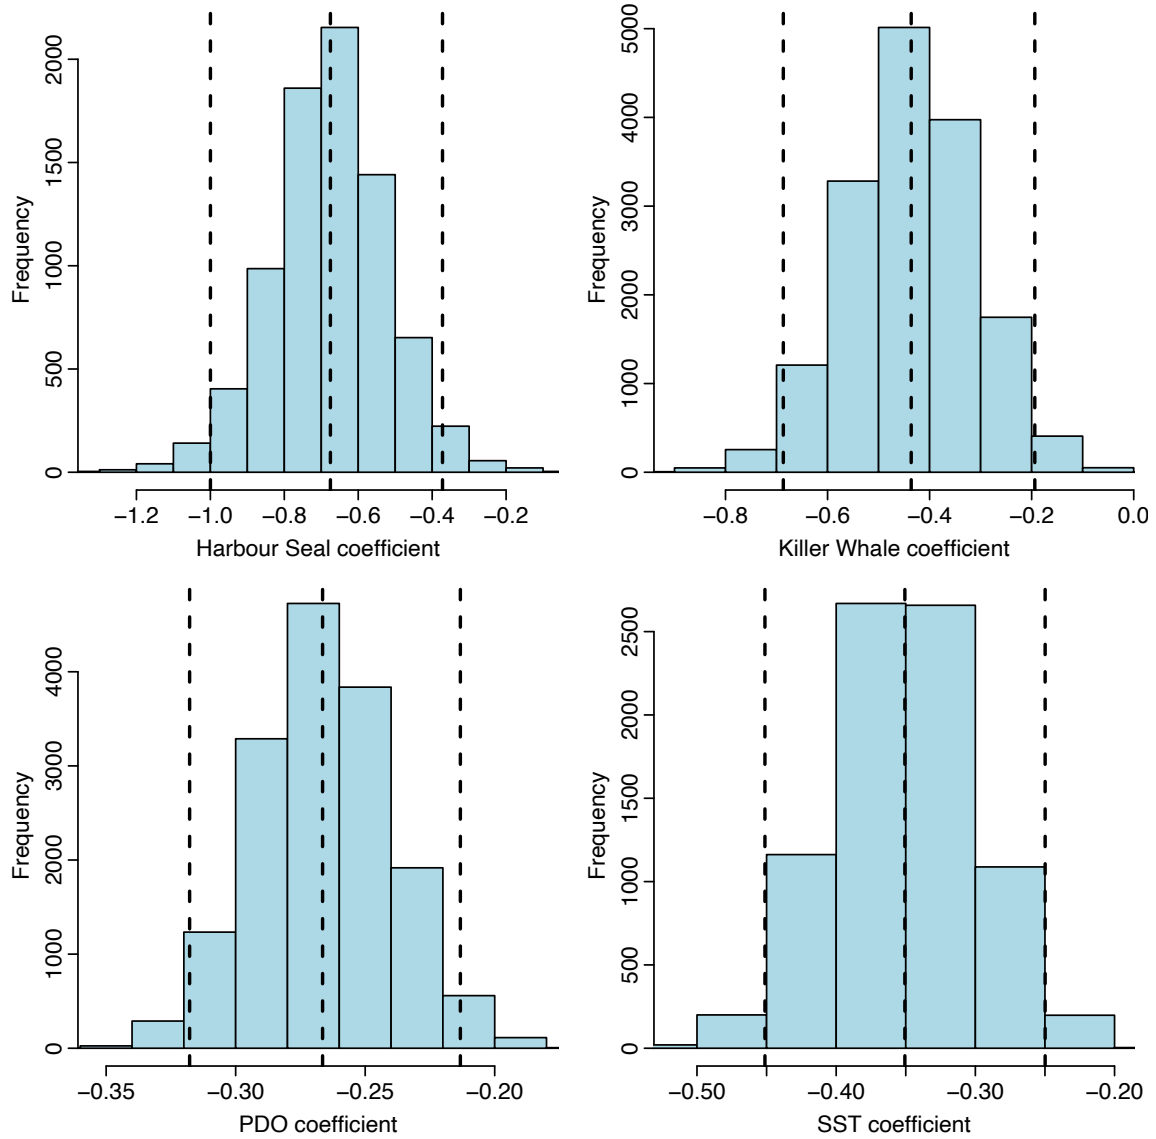 Frequency
0 500 1000 1500 2000
−1.2 −1.0 −0.8 −0.6 −0.4 −0.2
Harbour Seal coefficient
Frequency
0 1000 2000 3000 4000 5000
−0.8 −0.6 −0.4 −0.2 0.0
Killer Whale coefficient
Frequency
0 1000 2000 3000 4000
−0.35 −0.30 −0.25 −0.20
PDO coefficient
Frequency
0 500 1000 1500 2000 2500
−0.50 −0.40 −0.30 −0.20
SST coefficient